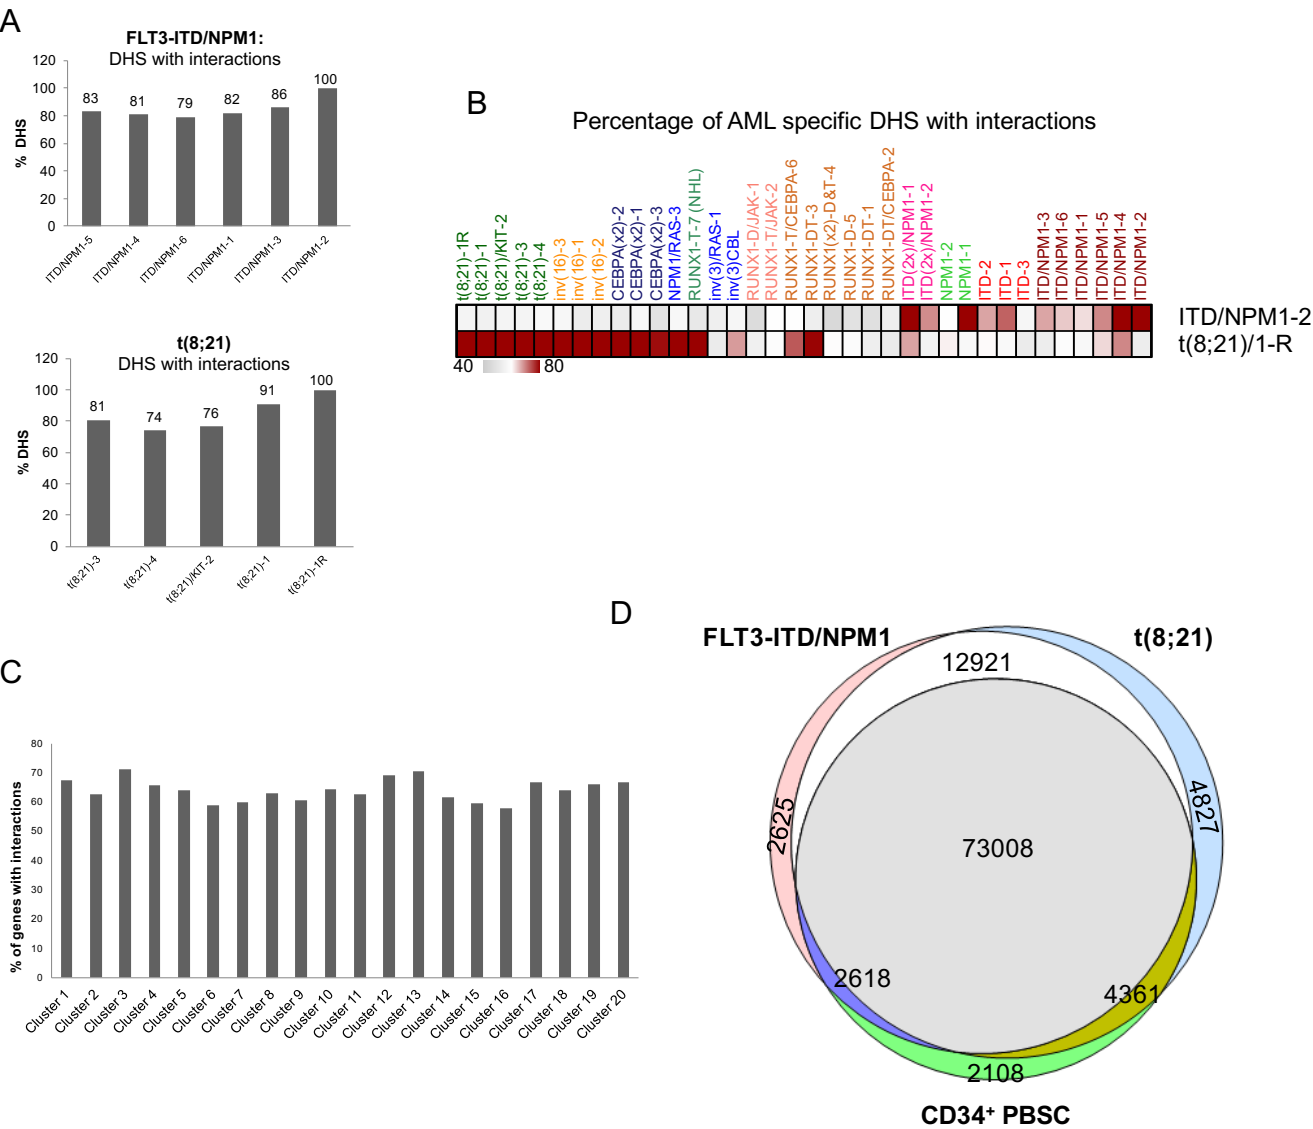 A
FLT3-ITD/NPM1:
DHS with interactions
% DHS
120
100
80
60
40
20
0
83
81
79
82
86
100
ITD/NPM1-5
ITD/NPM1-4
ITD/NPM1-6
ITD/NPM1-1
ITD/NPM1-3
ITD/NPM1-2
t(8;21)
DHS with interactions
% DHS
120
100
80
60
40
20
0
81
74
76
91
100
t(8;21)-3
t(8;21)-4
t(8;21)/KIT-2
t(8;21)-1
t(8;21)-1R
B
Percentage of AML specific DHS with interactions
t(8;21)-1R
t(8;21)-1
t(8;21)/KIT-2
t(8;21)-3
t(8;21)-4
inv(16)-3
inv(16)-1
inv(16)-2
CEBPA(x2)-2
CEBPA(x2)-1
CEBPA(x2)-3
NPM1/RAS-3
RUNX1-T-7 (NHL)
inv(3)/RAS-1
inv(3)CBL
RUNX1-D/JAK-1
RUNX1-T/JAK-2
RUNX1-T/CEBPA-6
RUNX1-DT-3
RUNX1(x2)-D&T-4
RUNX1-D-5
RUNX1-DT-1
RUNX1-DT/CEBPA-2
ITD(2x)/NPM1-1
ITD(2x)/NPM1-2
NPM1-2
NPM1-1
ITD-2
ITD-1
ITD-3
ITD/NPM1-3
ITD/NPM1-6
ITD/NPM1-1
ITD/NPM1-5
ITD/NPM1-4
ITD/NPM1-2
ITD/NPM1-2
t(8;21)/1-R
40
80
C
% of genes with interactions
80
70
60
50
40
30
20
10
0
Cluster 1
Cluster 2
Cluster 3
Cluster 4
Cluster 5
Cluster 6
Cluster 7
Cluster 8
Cluster 9
Cluster 10
Cluster 11
Cluster 12
Cluster 13
Cluster 14
Cluster 15
Cluster 16
Cluster 17
Cluster 18
Cluster 19
Cluster 20
D
FLT3-ITD/NPM1
t(8;21)
12921
2625
4827
73008
2618
4361
2108
CD34⁺ PBSC